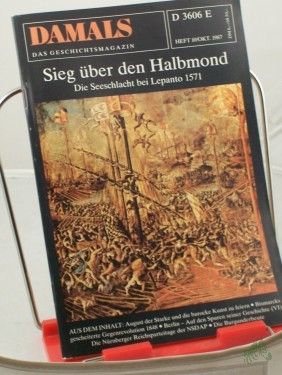 DAMALS
DAS GESCHICHTSMAGAZIN
D 3606 E
HEFT 10/OKT. 1987
Sieg über den Halbmond
Die Seeschlacht bei Lepanto 1571
AUS DEM INHALT: August der Starke und die barocke Kunst zu feiern • Bismarcks
gescheiterte Gegenrevolution 1848 • Berlin – Auf den Spuren seiner Geschichte (VI)
Die Nürnberger Reichsparteitage der NSDAP • Die Burgunderbeute